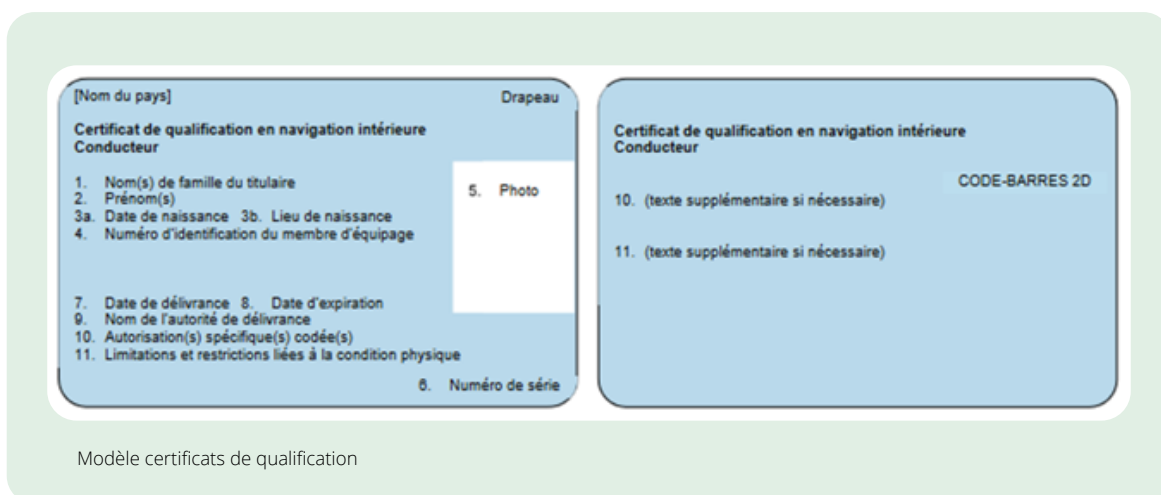 [Nom du pays] Drapeau
Certificat de qualification en navigation intérieure
Conducteur
1. Nom(s) de famille du titulaire
2. Prénom(s)
3a. Date de naissance 3b. Lieu de naissance
4. Numéro d'identification du membre d'équipage
5. Photo
7. Date de délivrance 8. Date d'expiration
9. Nom de l'autorité de délivrance
10. Autorisation(s) spécifique(s) codée(s)
11. Limitations et restrictions liées à la condition physique
6. Numéro de série
Certificat de qualification en navigation intérieure
Conducteur
CODE-BARRES 2D
10. (texte supplémentaire si nécessaire)
11. (texte supplémentaire si nécessaire)
Modèle certificats de qualification